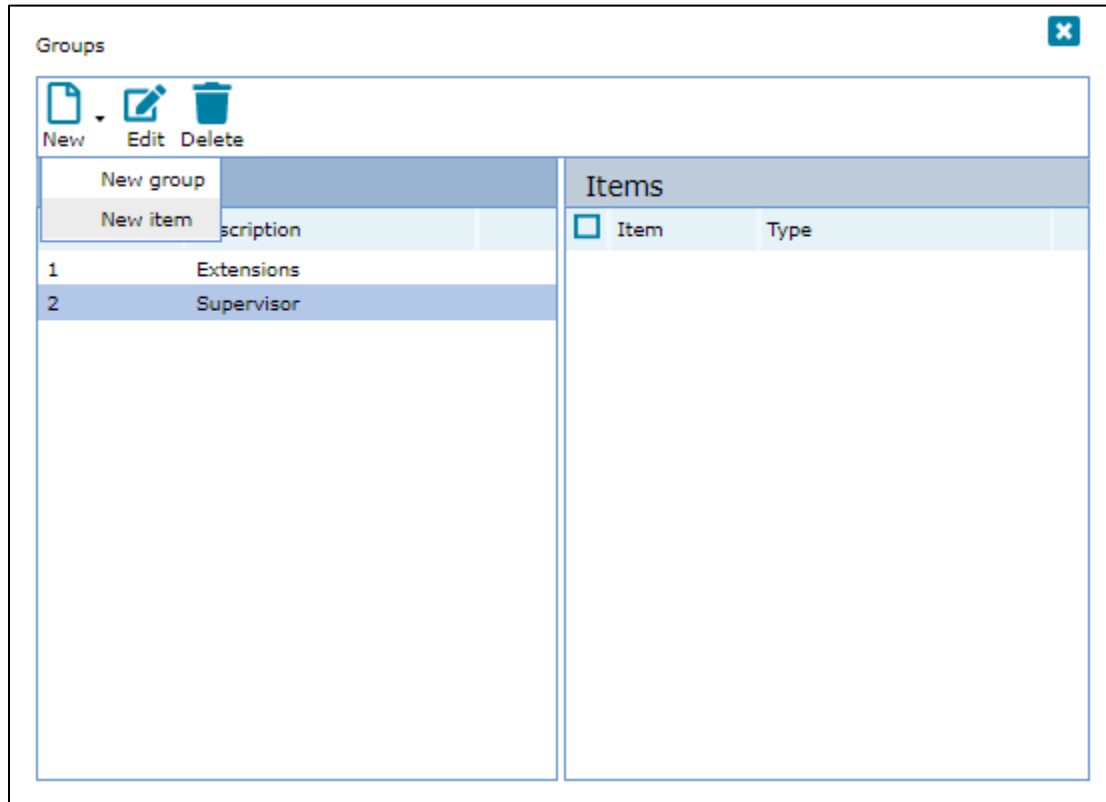 Groups
New Edit Delete
New group
New item
Items
scription
Item Type
1 Extensions
2 Supervisor